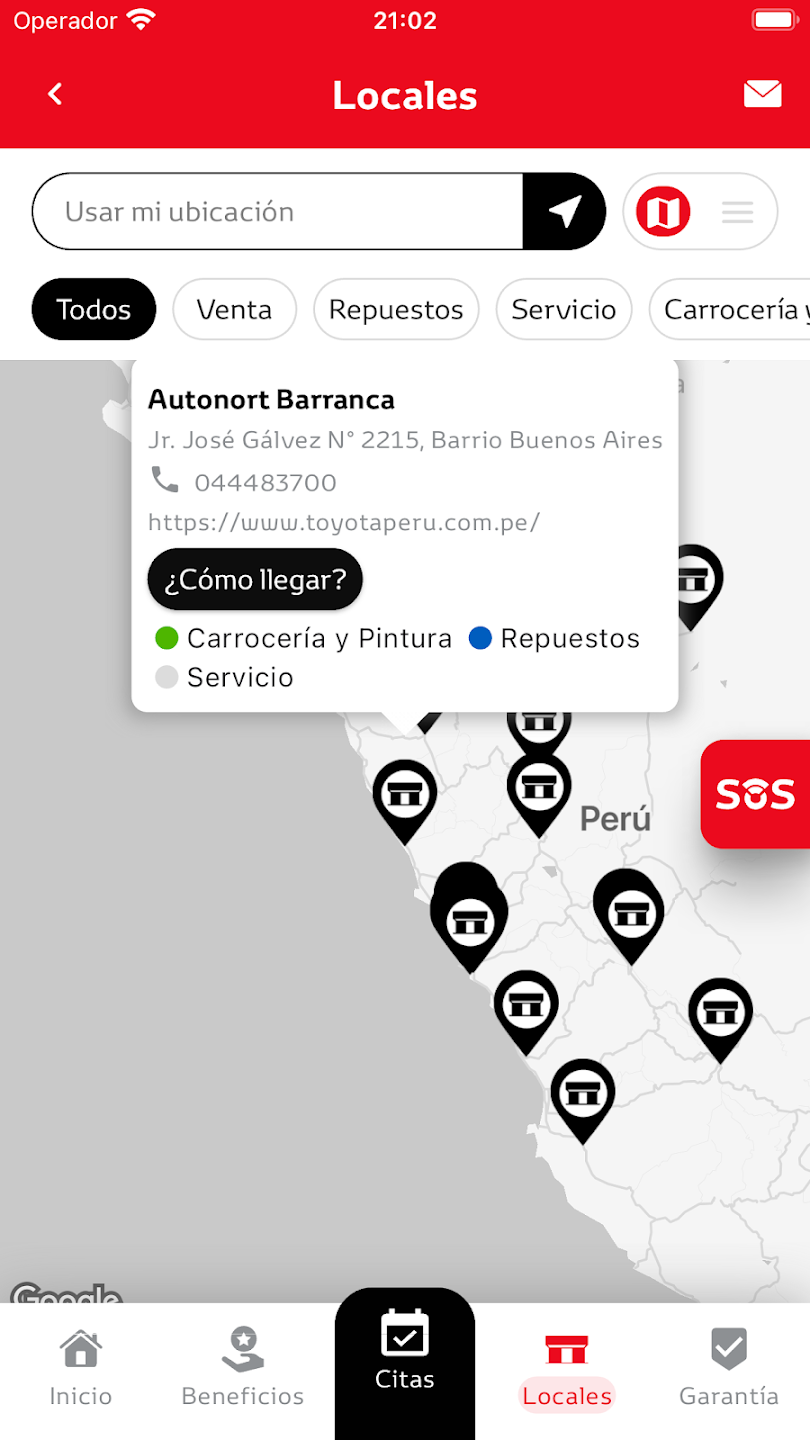 Operador 21:02
Locales
Usar mi ubicación
Todos Venta Repuestos Servicio Carrocería y
Autonort Barranca
Jr. José Gálvez N° 2215, Barrio Buenos Aires
044483700
https://www.toyotaperu.com.pe/
¿Cómo llegar?
Carrocería y Pintura Repuestos
Servicio
Perú
SOS
Google
Inicio Beneficios Citas Locales Garantía